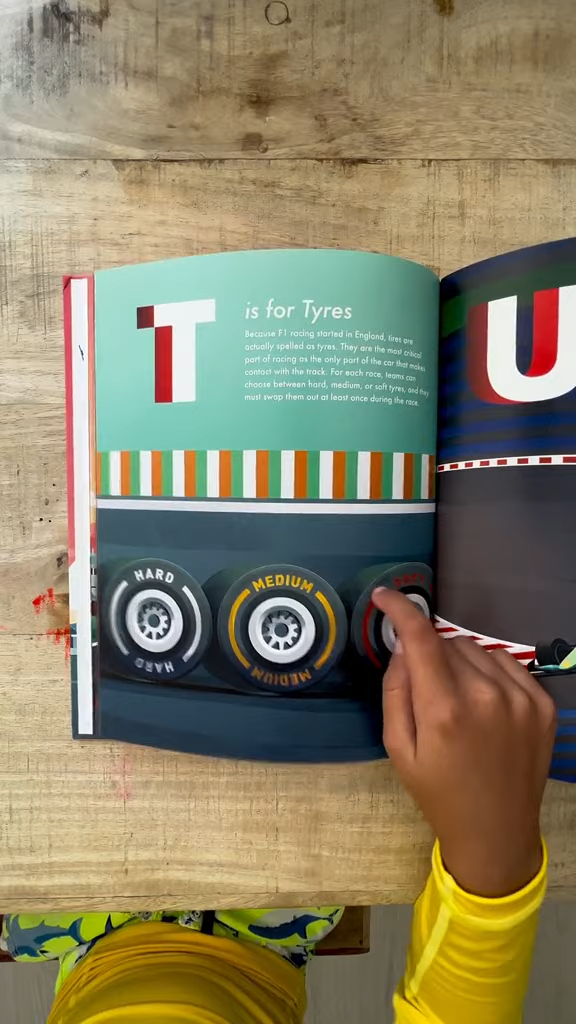 T
is for Tyres
Because F1 racing started in England, tires are
actually spelled as tyres. They are the most critical
part of racing as the only part of the car that makes
contact with the track. For each race, teams can
choose between hard, medium, or soft tyres, and they
must swap them out at least once during the race.
U
HARD
MEDIUM
HARD
MEDIUM